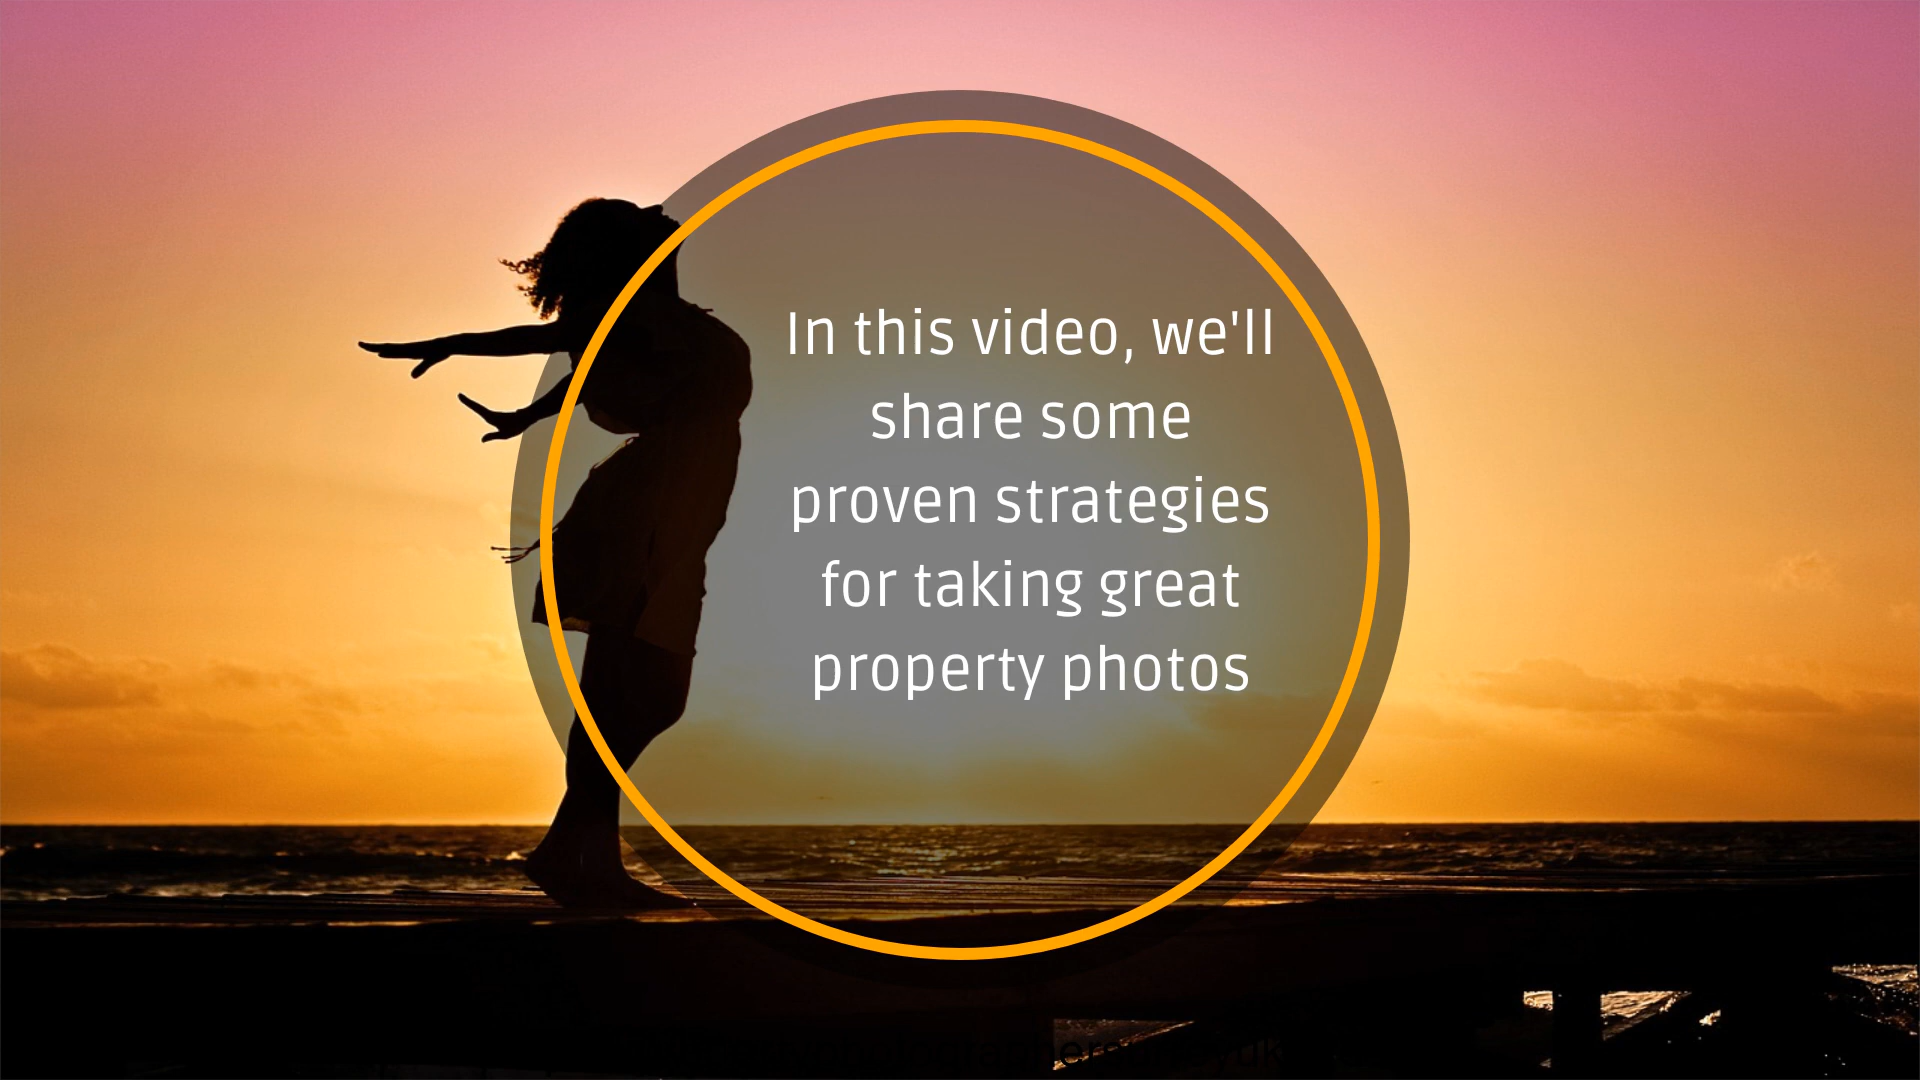 In this video, we'll
share some
proven strategies
for taking great
property photos